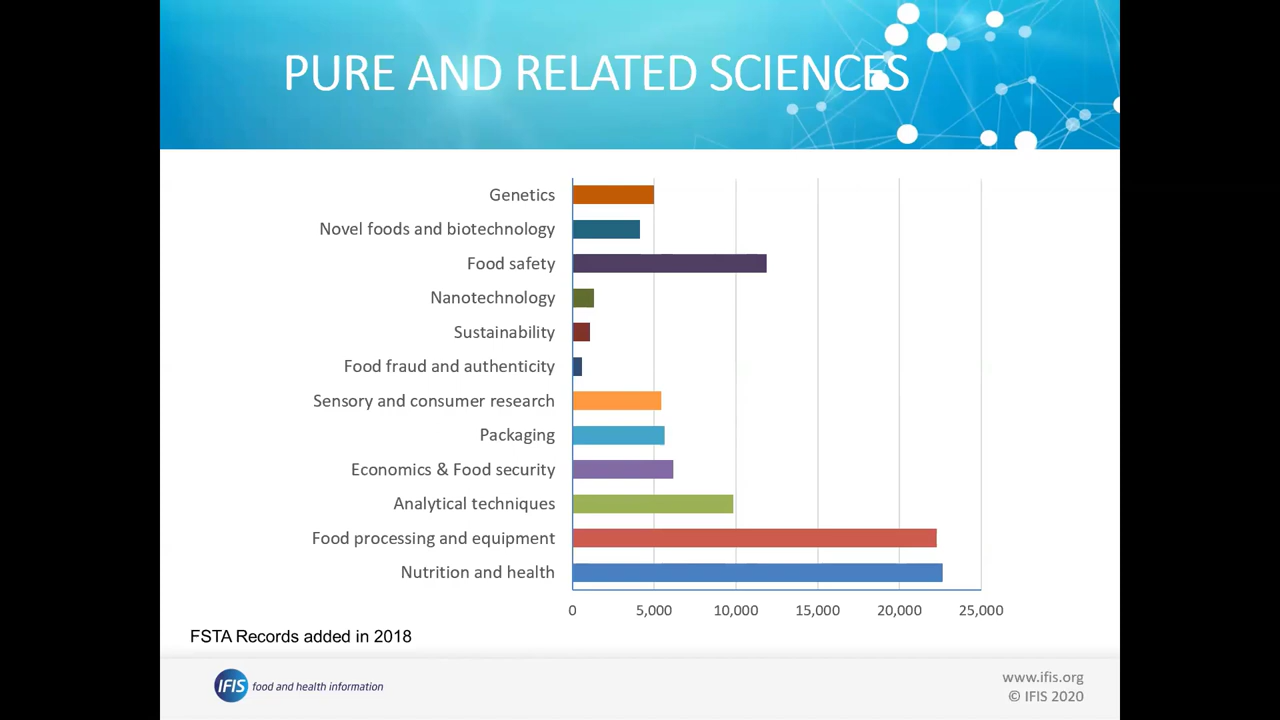 PURE AND RELATED SCIENCES
Genetics
Novel foods and biotechnology
Food safety
Nanotechnology
Sustainability
Food fraud and authenticity
Sensory and consumer research
Packaging
Economics & Food security
Analytical techniques
Food processing and equipment
Nutrition and health
0 5,000 10,000 15,000 20,000 25,000
FSTA Records added in 2018
IFIS food and health information
www.ifis.org
© IFIS 2020